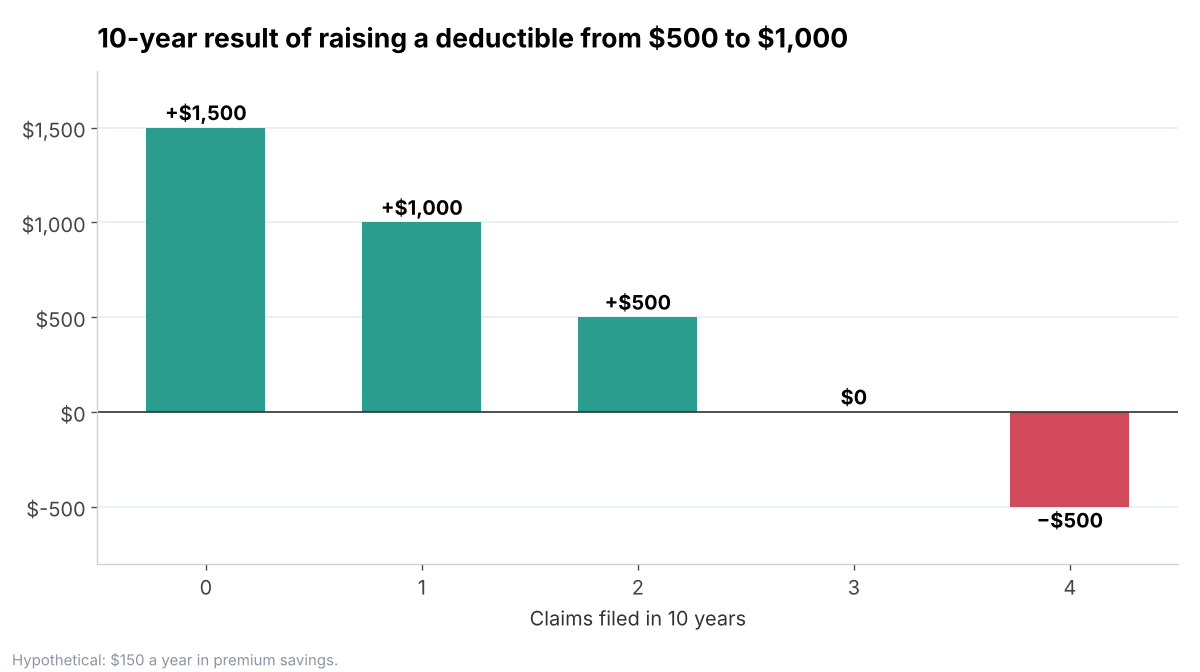 10-year result of raising a deductible from $500 to $1,000
+$1,500
$1,500
+$1,000
$1,000
+$500
$500
$0
$0
$-500
−$500
0 1 2 3 4
Claims filed in 10 years
Hypothetical: $150 a year in premium savings.